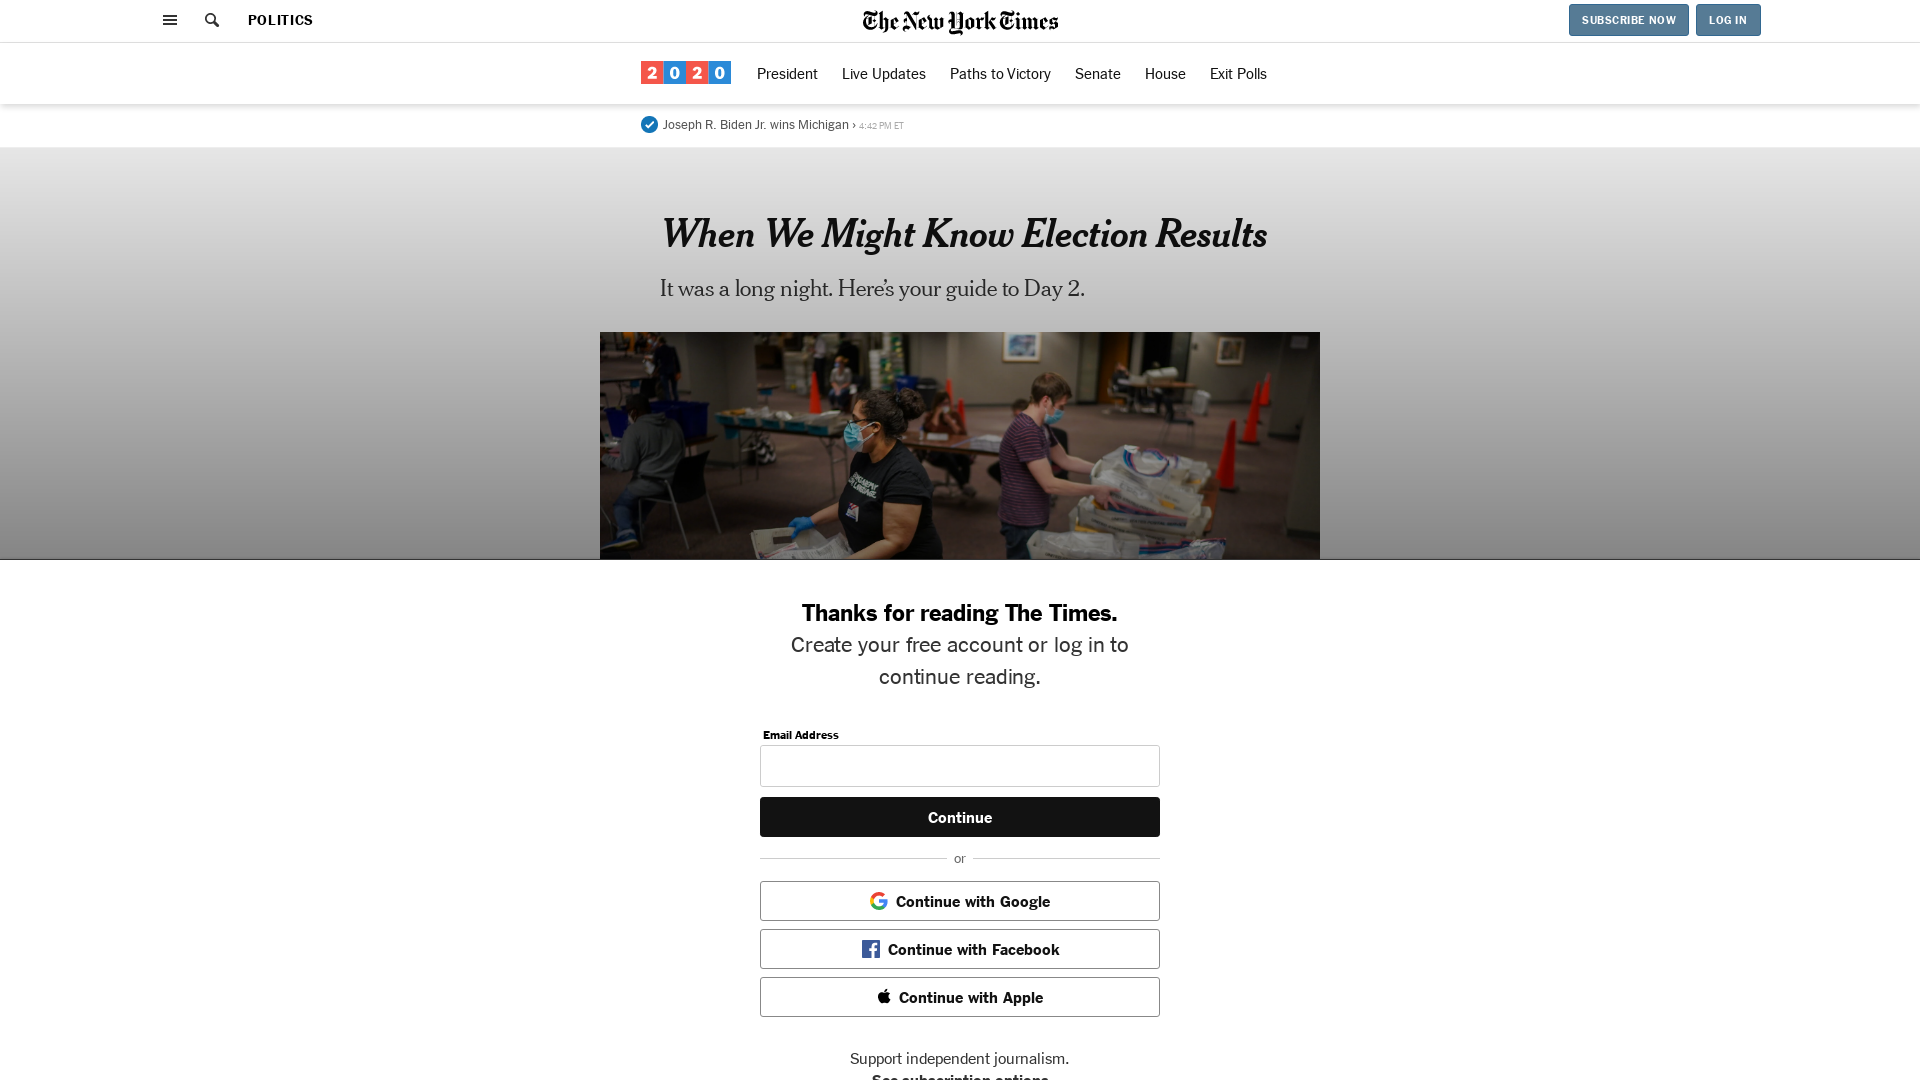 POLITICS
The New York Times
SUBSCRIBE NOW
LOG IN
2020
President
Live Updates
Paths to Victory
Senate
House
Exit Polls
Joseph R. Biden Jr. wins Michigan › 4:42 PM ET
When We Might Know Election Results
It was a long night. Here’s your guide to Day 2.
Thanks for reading The Times.
Create your free account or log in to
continue reading.
Email Address
Continue
or
Continue with Google
Continue with Facebook
Continue with Apple
Support independent journalism.
See subscription options